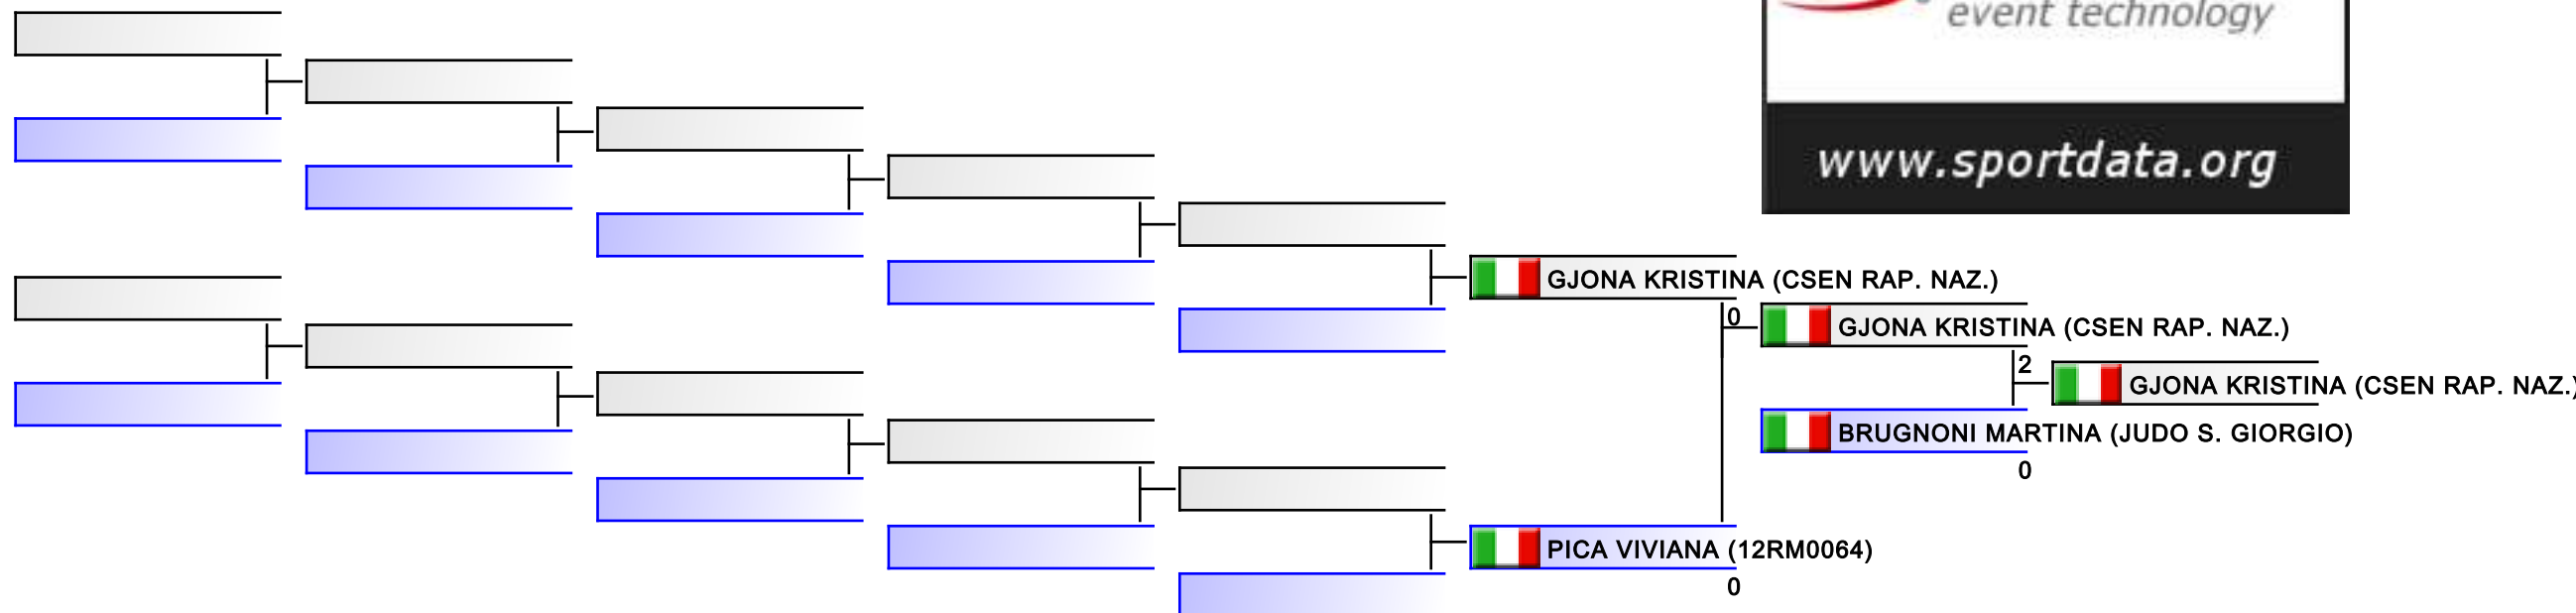 event technology
www.sportdata.org
GJONA KRISTINA (CSEN RAP. NAZ.)
0
GJONA KRISTINA (CSEN RAP. NAZ.)
2
GJONA KRISTINA (CSEN RAP. NAZ.)
BRUGNONI MARTINA (JUDO S. GIORGIO)
0
PICA VIVIANA (12RM0064)
0